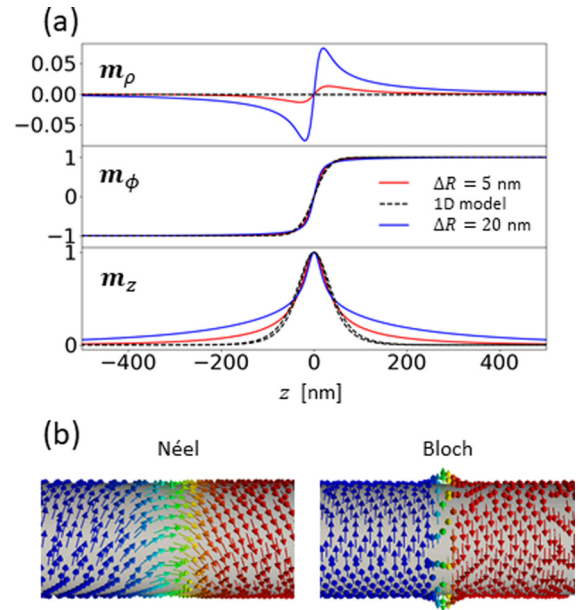 (a)
m_ρ
0.05
0.00
−0.05
m_ϕ
1
0
−1
ΔR = 5 nm
1D model
ΔR = 20 nm
m_z
1
0
−400 −200 0 200 400
z [nm]
(b)
Néel Bloch